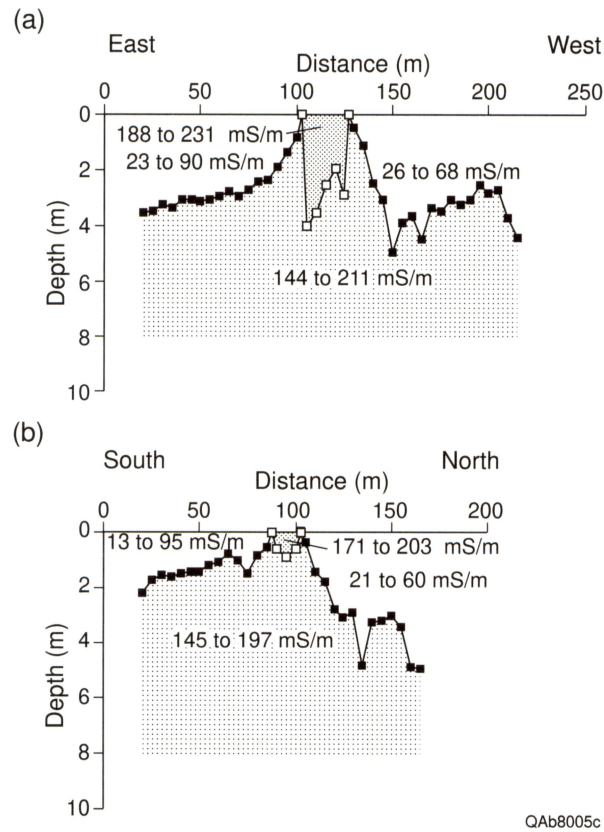 (a)
East West
Distance (m)
0 50 100 150 200 250
0
188 to 231 mS/m
23 to 90 mS/m
26 to 68 mS/m
2
4
144 to 211 mS/m
6
8
10
Depth (m)
(b)
South North
Distance (m)
0 50 100 150 200
0
13 to 95 mS/m 171 to 203 mS/m
21 to 60 mS/m
2
145 to 197 mS/m
4
6
8
10
Depth (m)
QAb8005c